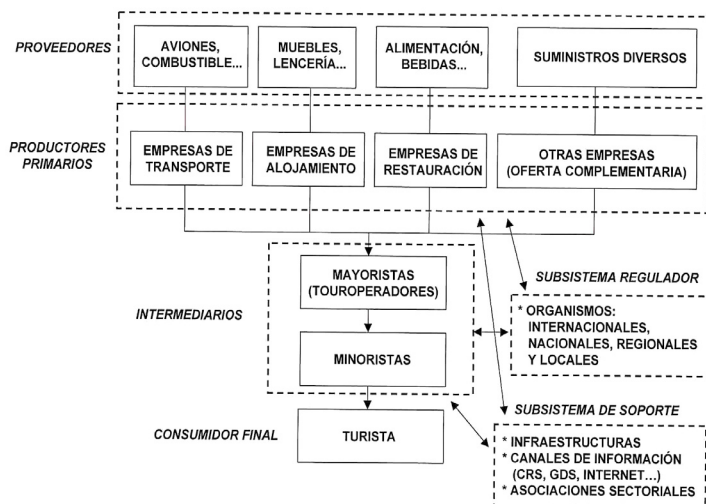 PROVEEDORES
AVIONES,
COMBUSTIBLE...
MUEBLES,
LENCERÍA...
ALIMENTACIÓN,
BEBIDAS...
SUMINISTROS DIVERSOS
PRODUCTORES
PRIMARIOS
EMPRESAS DE
TRANSPORTE
EMPRESAS DE
ALOJAMIENTO
EMPRESAS DE
RESTAURACIÓN
OTRAS EMPRESAS
(OFERTA COMPLEMENTARIA)
INTERMEDIARIOS
MAYORISTAS
(TOUROPERADORES)
MINORISTAS
SUBSISTEMA REGULADOR
* ORGANISMOS:
INTERNACIONALES,
NACIONALES, REGIONALES
Y LOCALES
CONSUMIDOR FINAL
TURISTA
SUBSISTEMA DE SOPORTE
* INFRAESTRUCTURAS
* CANALES DE INFORMACIÓN
(CRS, GDS, INTERNET...)
* ASOCIACIONES SECTORIALES